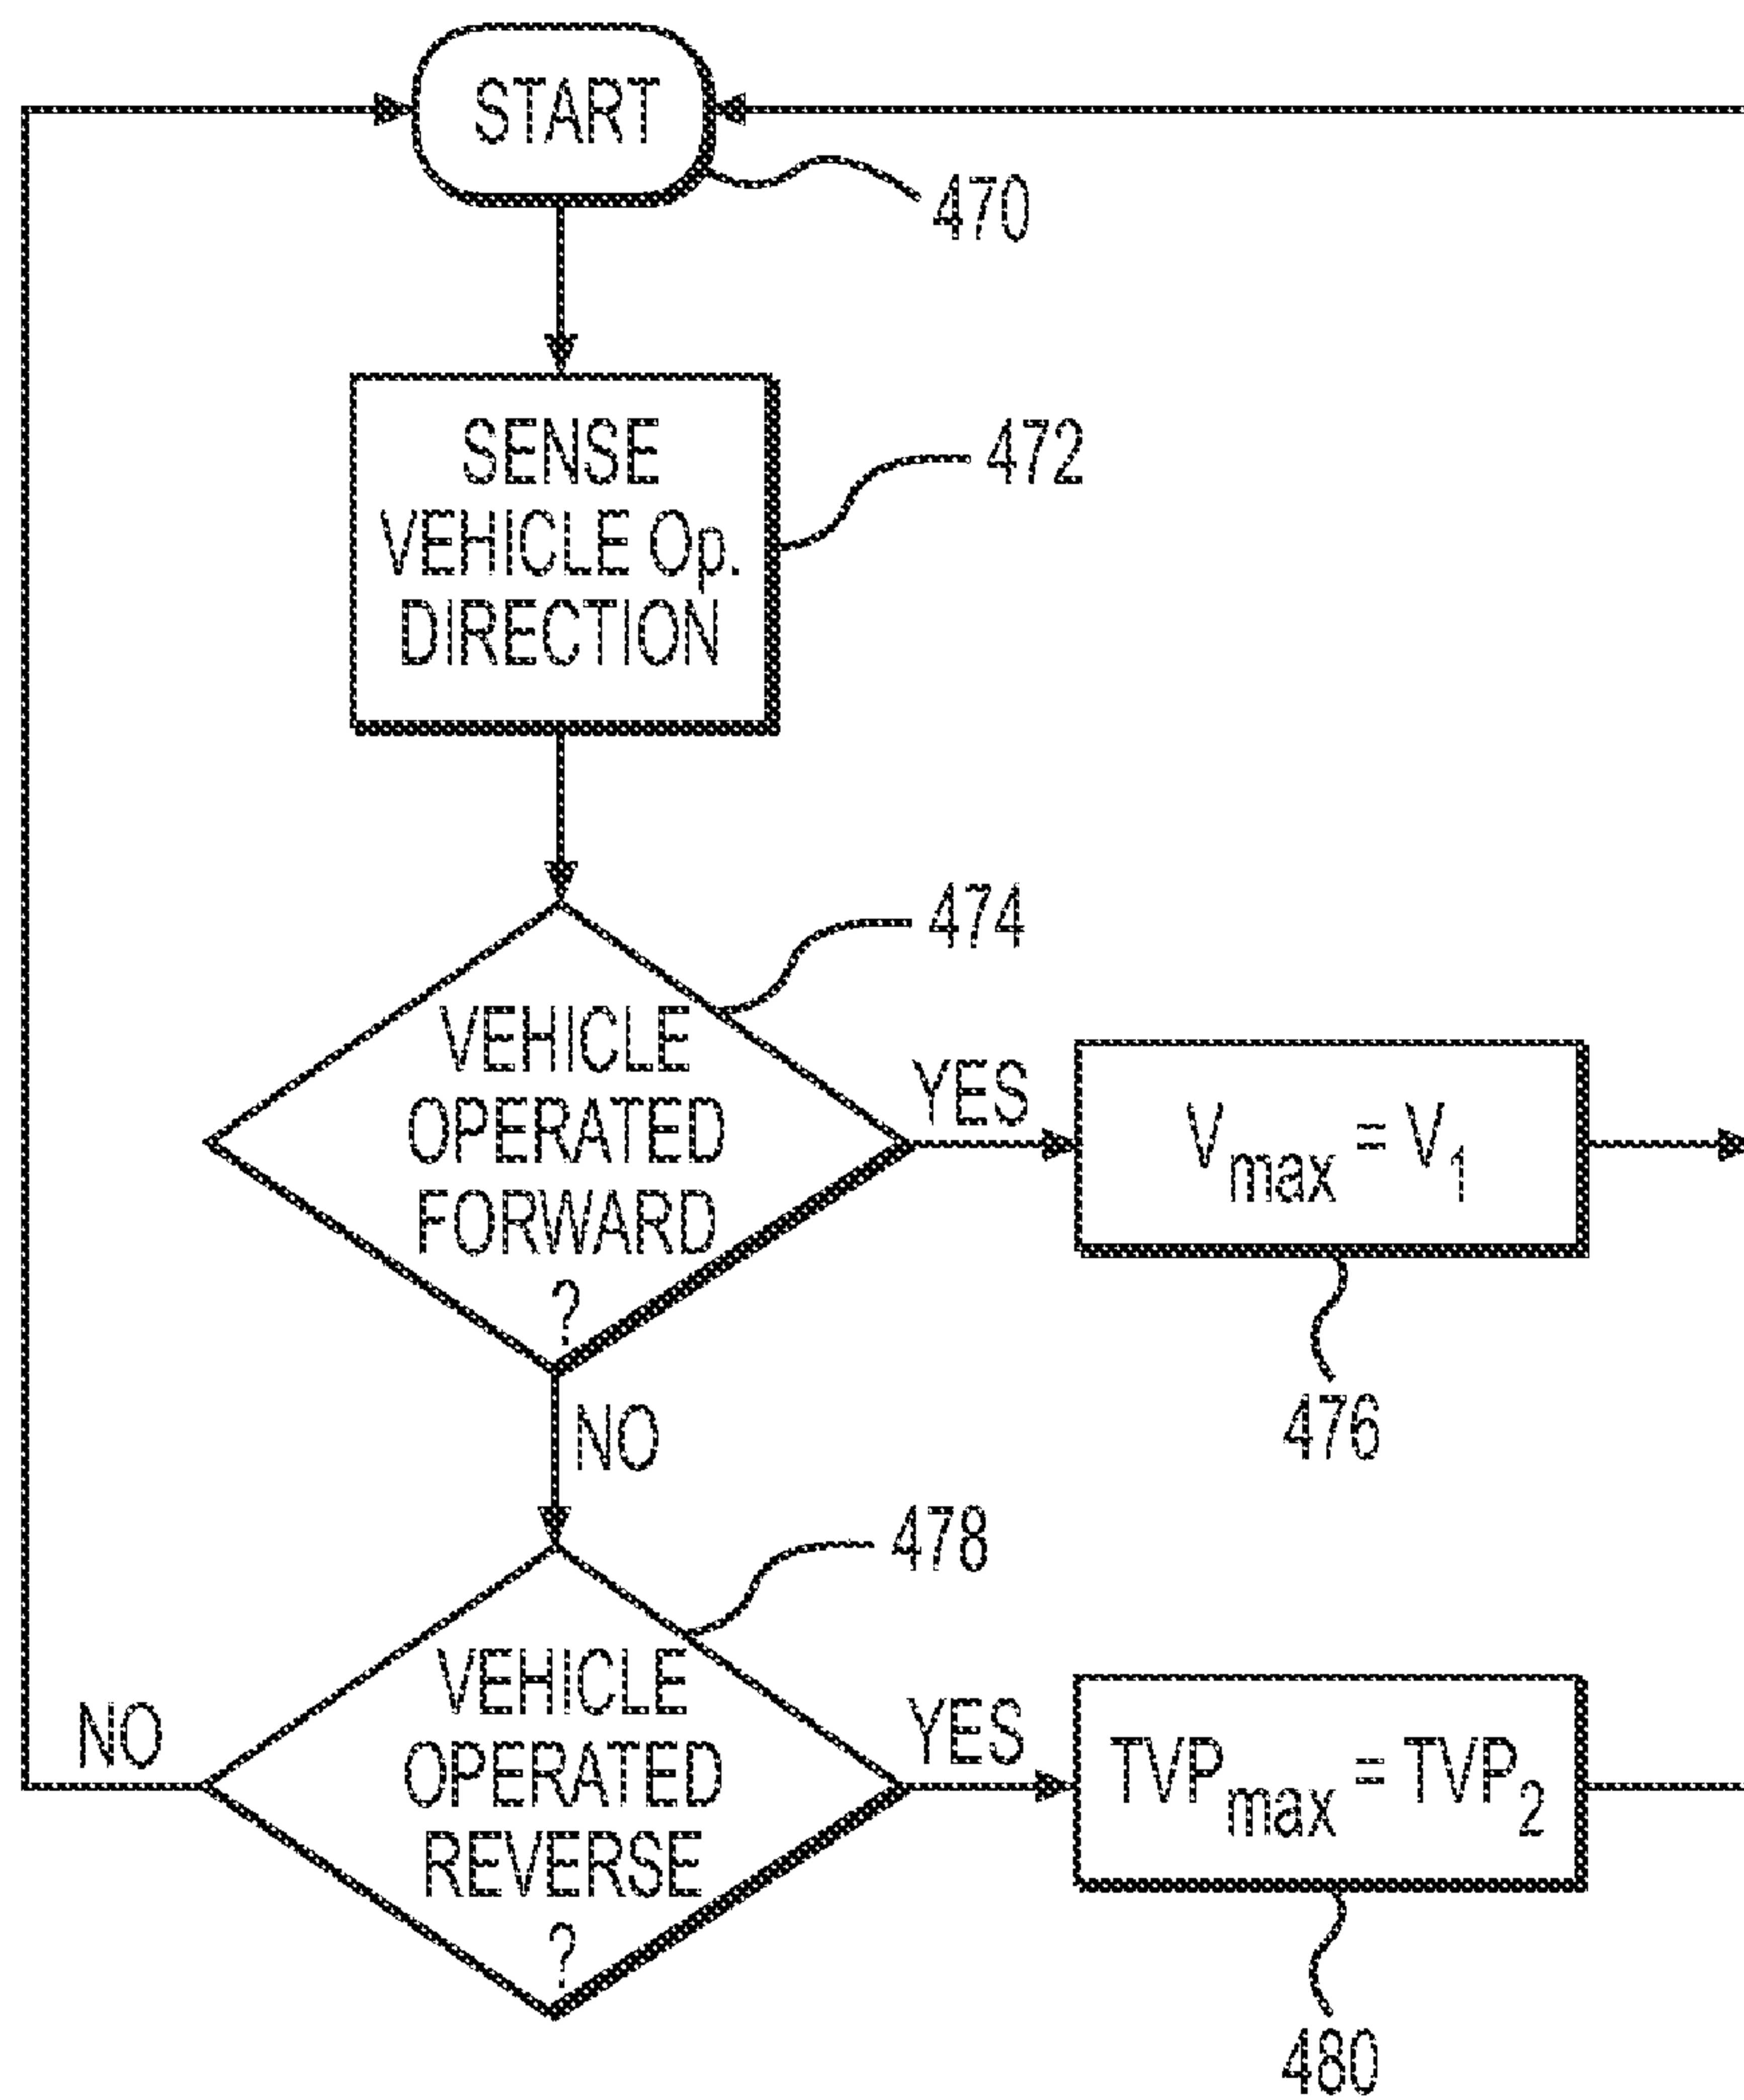 START
470
SENSE
VEHICLE Op.
DIRECTION
472
474
VEHICLE
OPERATED
FORWARD
?
YES
Vmax = V1
476
NO
478
VEHICLE
OPERATED
REVERSE
?
NO
YES
TVPmax = TVP2
480